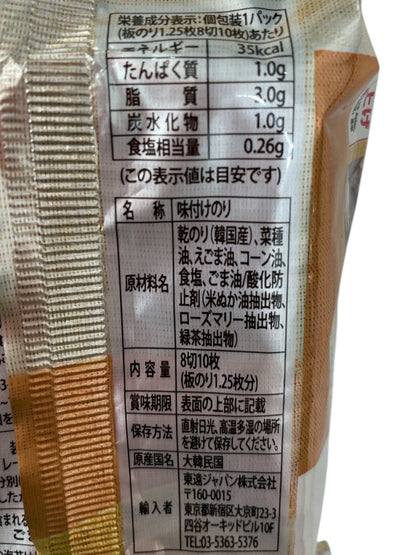 栄養成分表示:個包装1パック
(板のり1.25枚8切10枚)あたり
エネルギー 35kcal
たんぱく質 1.0g
脂 質 3.0g
炭水化物 1.0g
食塩相当量 0.26g
(この表示値は目安です)
名 称 味付けのり
原材料名 乾のり(韓国産)、菜種
油、えごま油、コーン油、
食塩、ごま油/酸化防
止剤(米ぬか油抽出物、
ローズマリー抽出物、
緑茶抽出物)
内 容 量 8切10枚
(板のり1.25枚分)
賞味期限 表面の上部に記載
保存方法 直射日光、高温多湿の場所
を避けて保存してください。
原産国名 大韓民国
輸入者 東遠ジャパン株式会社
〒160-0015
東京都新宿区大京町23-3
四谷オーキッドビル10F
TEL:03-5363-5376